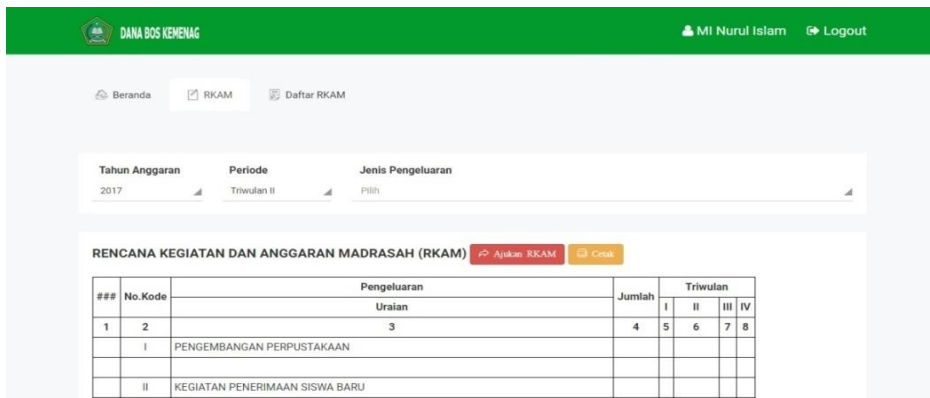 DANA BOS KEMENAG
MI Nurul Islam Logout
Beranda RKAM Daftar RKAM
Tahun Anggaran Periode Jenis Pengeluaran
2017 Triwulan II Pilih
RENCANA KEGIATAN DAN ANGGARAN MADRASAH (RKAM) Ajukan RKAM Cetak
### No.Kode Pengeluaran Jumlah Triwulan
Uraian I II III IV
1 2 3 4 5 6 7 8
I PENGEMBANGAN PERPUSTAKAAN
II KEGIATAN PENERIMAAN SISWA BARU